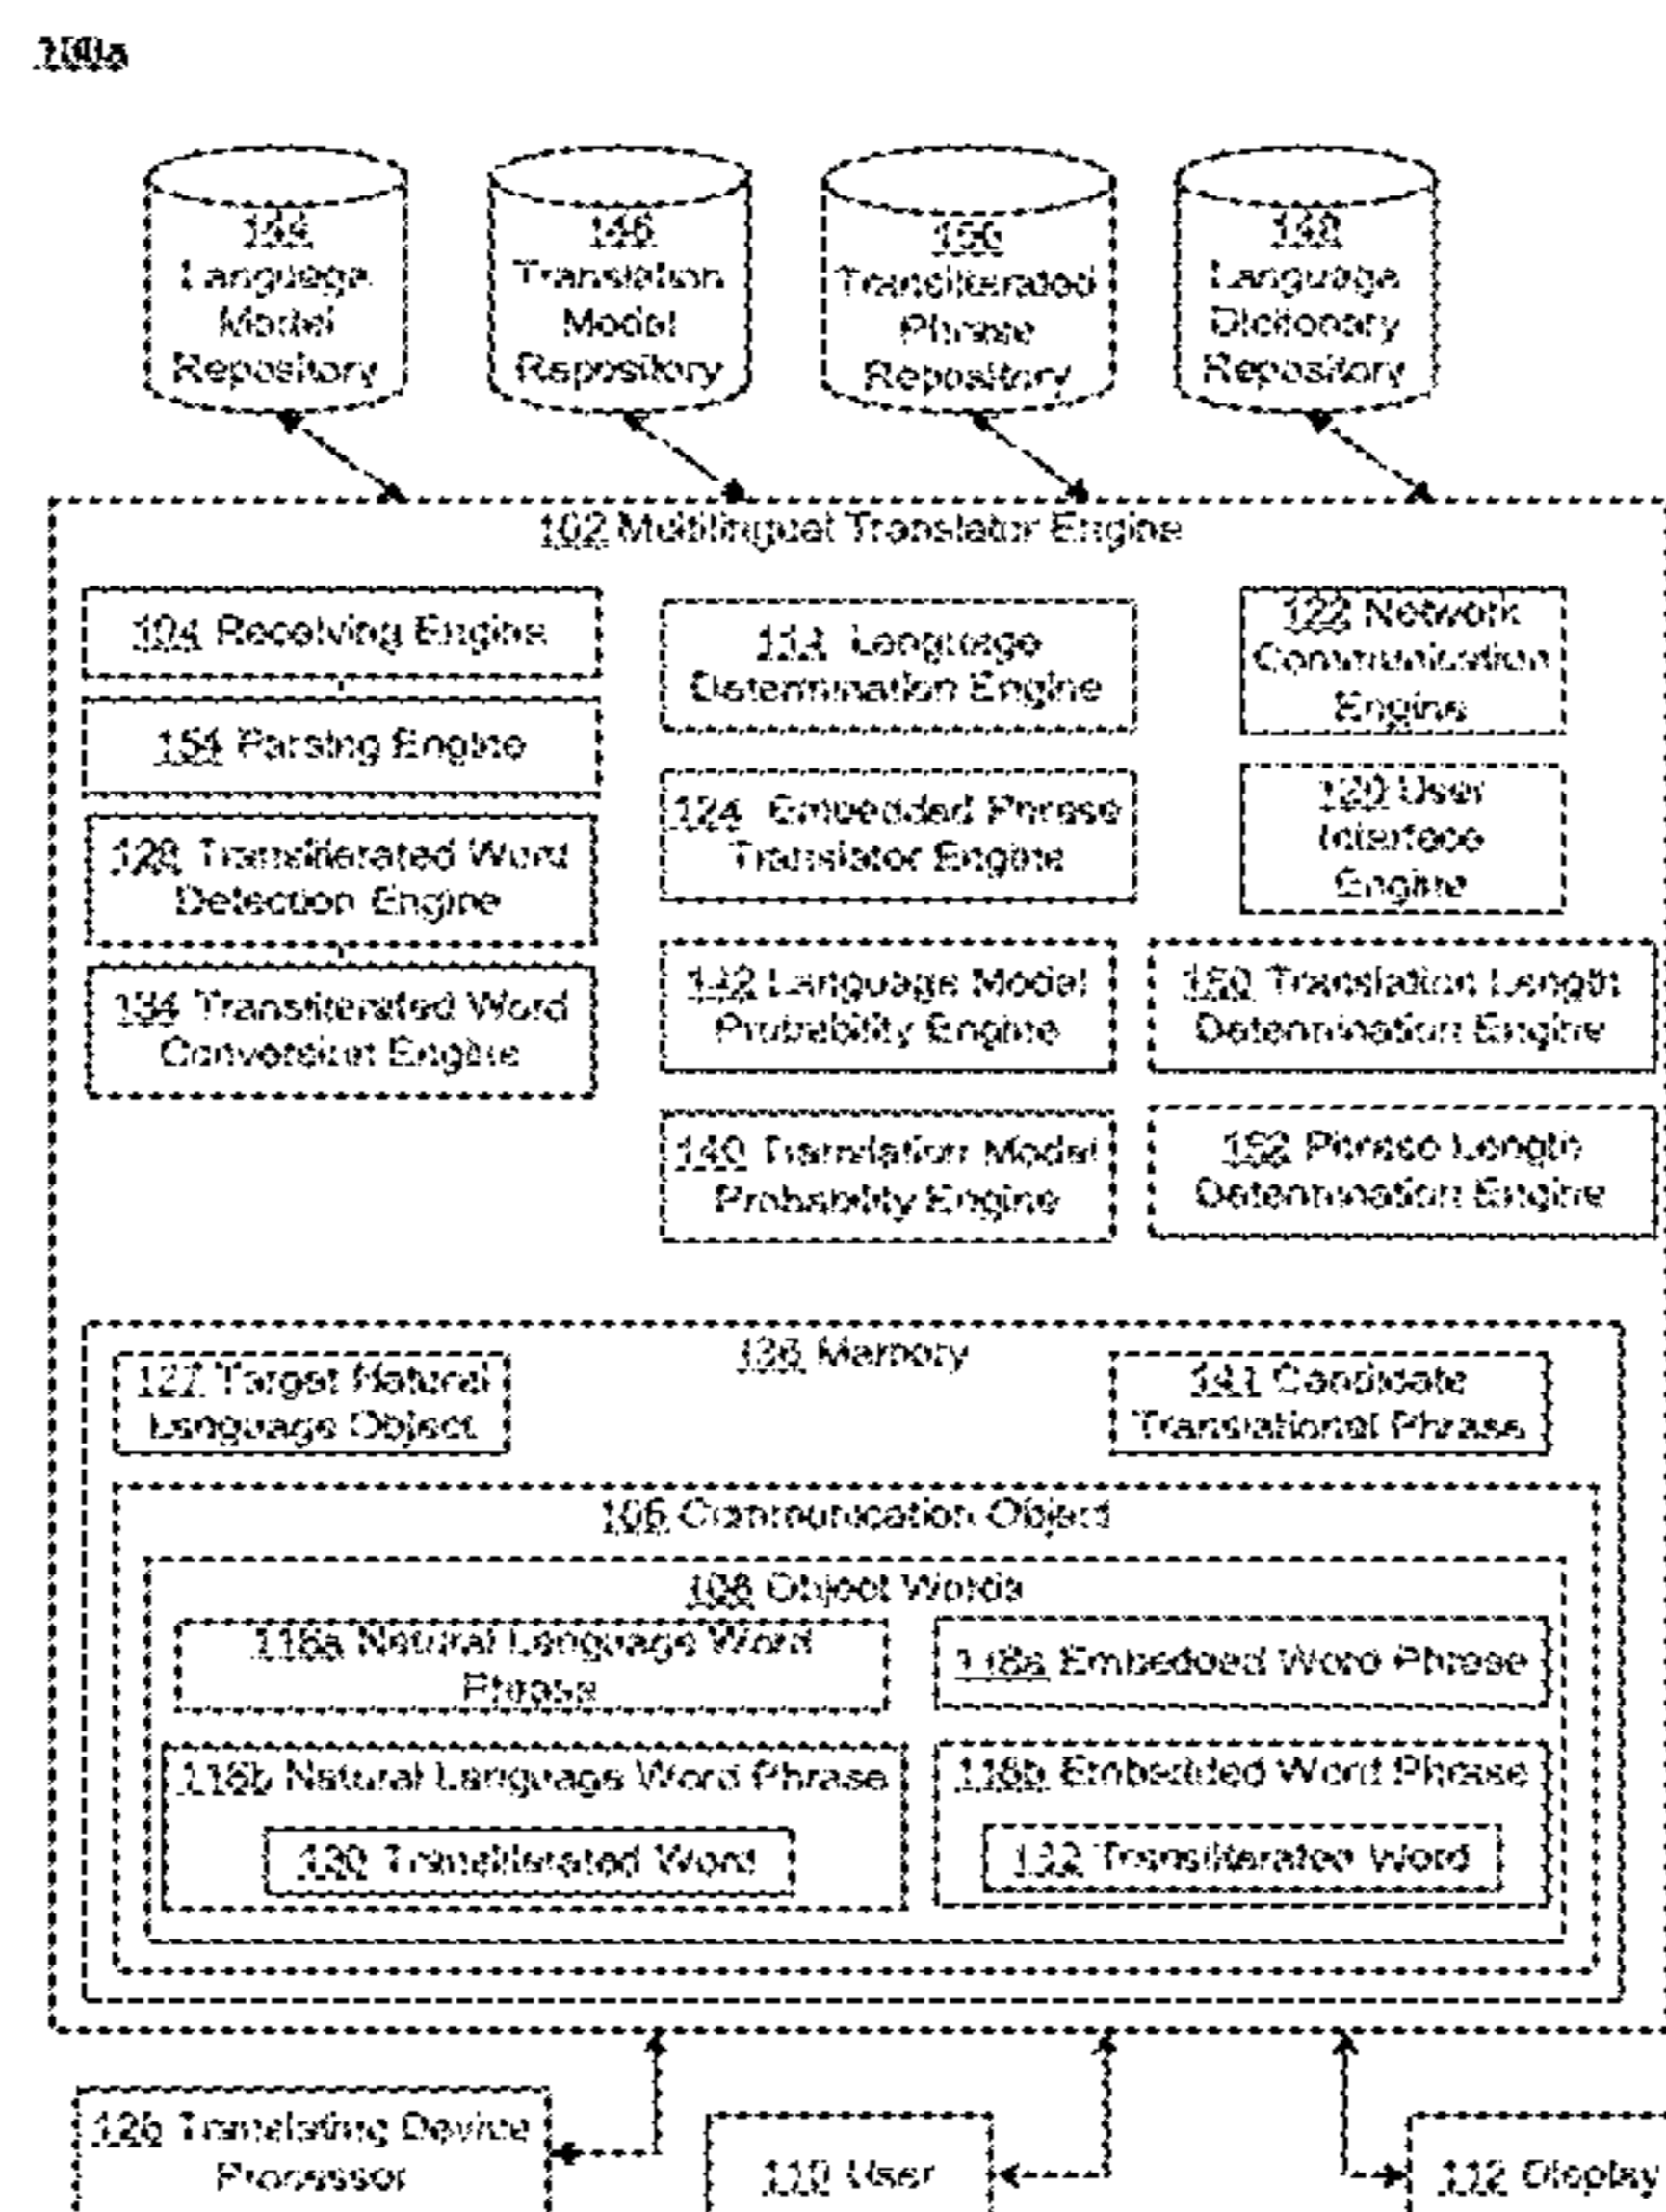 100a
144
Language
Model
Repository
146
Translation
Model
Repository
Transliterated
Phrase
Repository
148
Language
Dictionary
Repository
102 Multilingual Translator Engine
104 Receiving Engine
154 Parsing Engine
128 Transliterated Word
Detection Engine
134 Transliterated Word
Conversion Engine
Language
Determination Engine
124 Embedded Phrase
Translator Engine
142 Language Model
Probability Engine
140 Translation Model
Probability Engine
122 Network
Communication
Engine
120 User
Interface
Engine
150 Translation Length
Determination Engine
152 Phrase Length
Determination Engine
Memory
127 Target Natural
Language Object
141 Candidate
Translational Phrase
106 Communication Object
108 Object Words
116a Natural Language Word
Phrase
118a Embedded Word Phrase
116b Natural Language Word Phrase
118b Embedded Word Phrase
130 Transliterated Word
132 Transliterated Word
126 Translating Device
Processor
110 User
112 Display